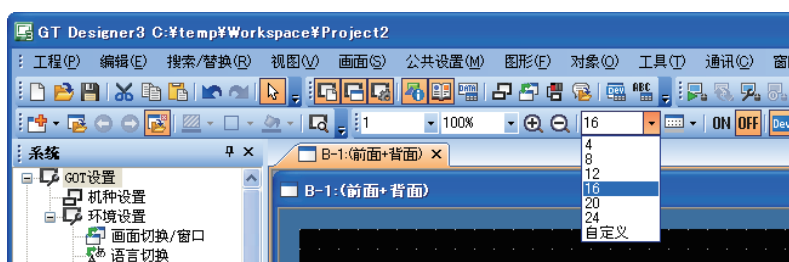 GT Designer3 C:¥temp¥Workspace¥Project2
工程(P) 编辑(E) 搜索/替换(R) 视图(V) 画面(S) 公共设置(M) 图形(F) 对象(O) 工具(T) 通讯(C)
DATA Dev ABC
1 100% 16 ON OFF Dev
系统 B-1:(前面+背面)
4
8
12
16
20
24
自定义
GOT设置
B-1:(前面+背面)
机种设置
环境设置
画面切换/窗口
语言切换